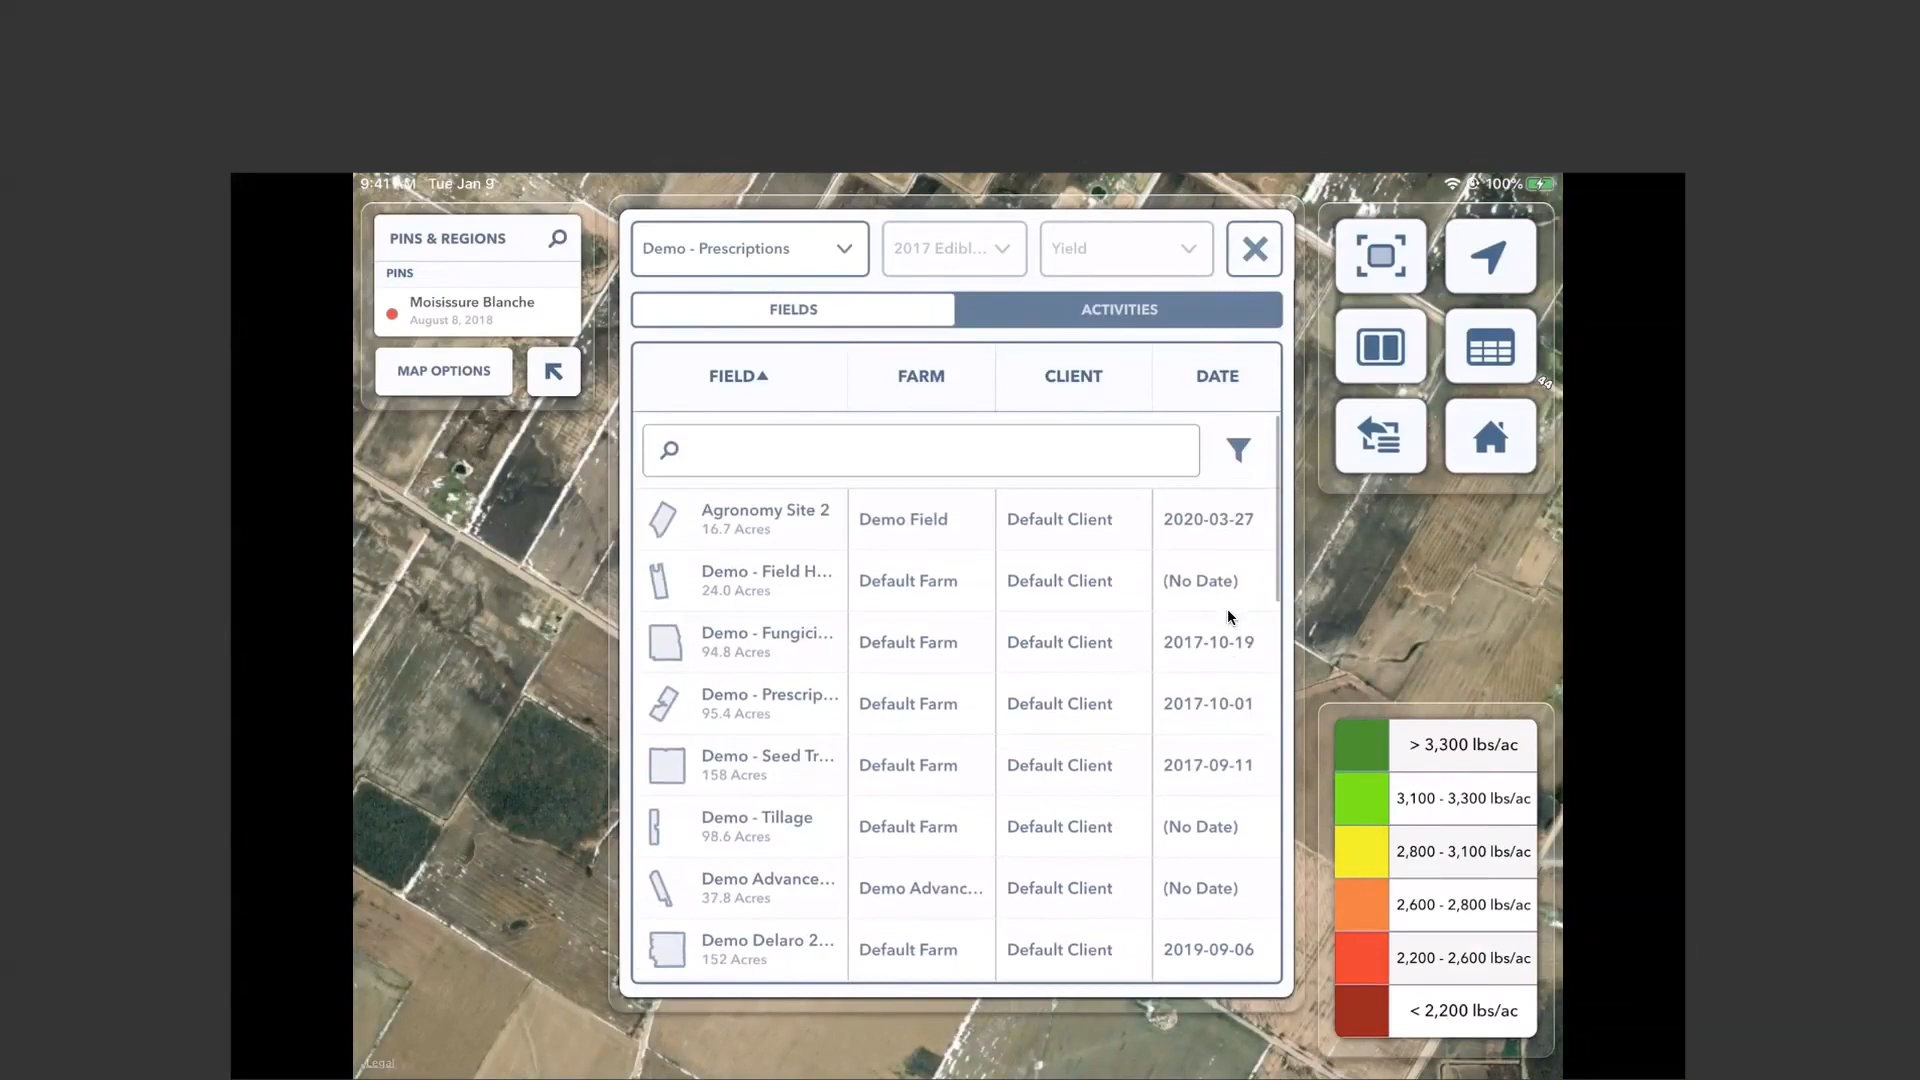 9:41 AM Tue Jan 9
100%
PINS & REGIONS
PINS
Moisissure Blanche
August 8, 2018
MAP OPTIONS
Demo - Prescriptions
2017 Edibl...
Yield
FIELDS
ACTIVITIES
FIELD▲
FARM
CLIENT
DATE
Agronomy Site 2
16.7 Acres
Demo Field
Default Client
2020-03-27
Demo - Field H...
24.0 Acres
Default Farm
Default Client
(No Date)
Demo - Fungici...
94.8 Acres
Default Farm
Default Client
2017-10-19
Demo - Prescrip...
95.4 Acres
Default Farm
Default Client
2017-10-01
Demo - Seed Tr...
158 Acres
Default Farm
Default Client
2017-09-11
Demo - Tillage
98.6 Acres
Default Farm
Default Client
(No Date)
Demo Advance...
37.8 Acres
Demo Advanc...
Default Client
(No Date)
Demo Delaro 2...
152 Acres
Default Farm
Default Client
2019-09-06
44
> 3,300 lbs/ac
3,100 - 3,300 lbs/ac
2,800 - 3,100 lbs/ac
2,600 - 2,800 lbs/ac
2,200 - 2,600 lbs/ac
< 2,200 lbs/ac
Legal